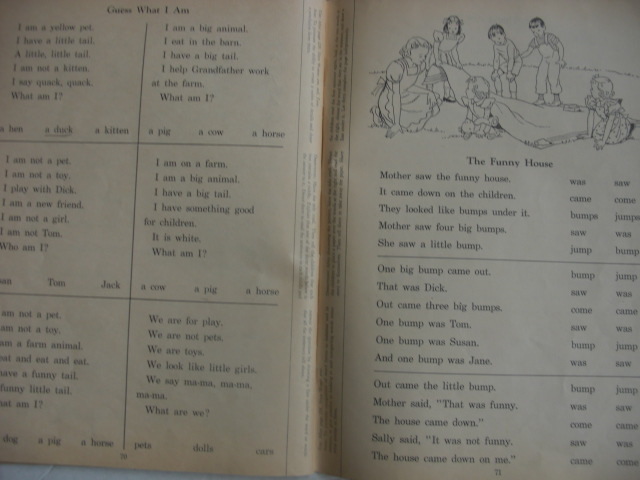 Guess What I Am
I am a yellow pet.
I have a little tail.
A little, little tail.
I am not a kitten.
I say quack, quack.
What am I?
a hen a duck a kitten
I am a big animal.
I eat in the barn.
I have a big tail.
I help Grandfather work
at the farm.
What am I?
a pig a cow a horse
I am not a pet.
I am not a toy.
I play with Dick.
I am a new friend.
I am not a girl.
I am not Tom.
Who am I?
Tom Jack
I am on a farm.
I am a big animal.
I have a big tail.
I have something good
for children.
It is white.
What am I?
a cow a pig a horse
am not a pet.
am not a toy.
am a farm animal.
eat and eat and eat.
have a funny tail.
funny little tail.
am I?
dog a pig a horse
We are for play.
We are not pets.
We are toys.
We look like little girls.
We say ma-ma, ma-ma,
ma-ma.
What are we?
pets dolls cars
70
The Funny House
Mother saw the funny house. was saw
It came down on the children. came come
They looked like bumps under it. bumps jumps
Mother saw four big bumps. saw was
She saw a little bump. jump bump
One big bump came out. bump jump
That was Dick. saw was
Out came three big bumps. come came
One bump was Tom. saw was
One bump was Susan. bump jump
And one bump was Jane. was saw
Out came the little bump. bump jump
Mother said, "That was funny. was saw
The house came down." come came
Sally said, "It was not funny. saw was
The house came down on me." came come
71